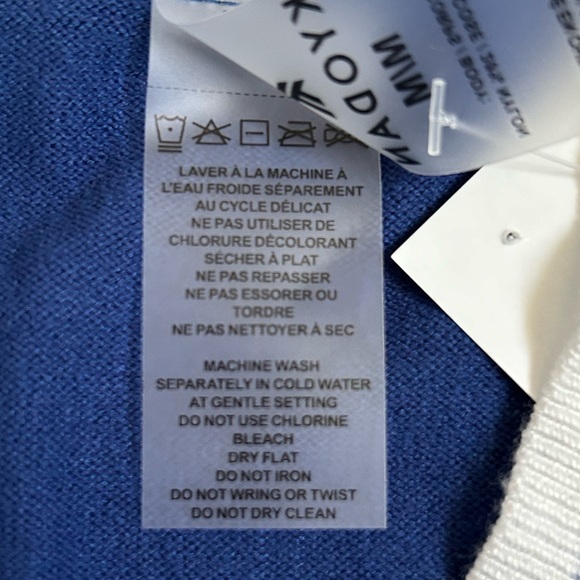 LAVER À LA MACHINE À
L'EAU FROIDE SÉPAREMENT
AU CYCLE DÉLICAT
NE PAS UTILISER DE
CHLORURE DÉCOLORANT
SÉCHER À PLAT
NE PAS REPASSER
NE PAS ESSORER OU
TORDRE
NE PAS NETTOYER À SEC
MACHINE WASH
SEPARATELY IN COLD WATER
AT GENTLE SETTING
DO NOT USE CHLORINE
BLEACH
DRY FLAT
DO NOT IRON
DO NOT WRING OR TWIST
DO NOT DRY CLEAN